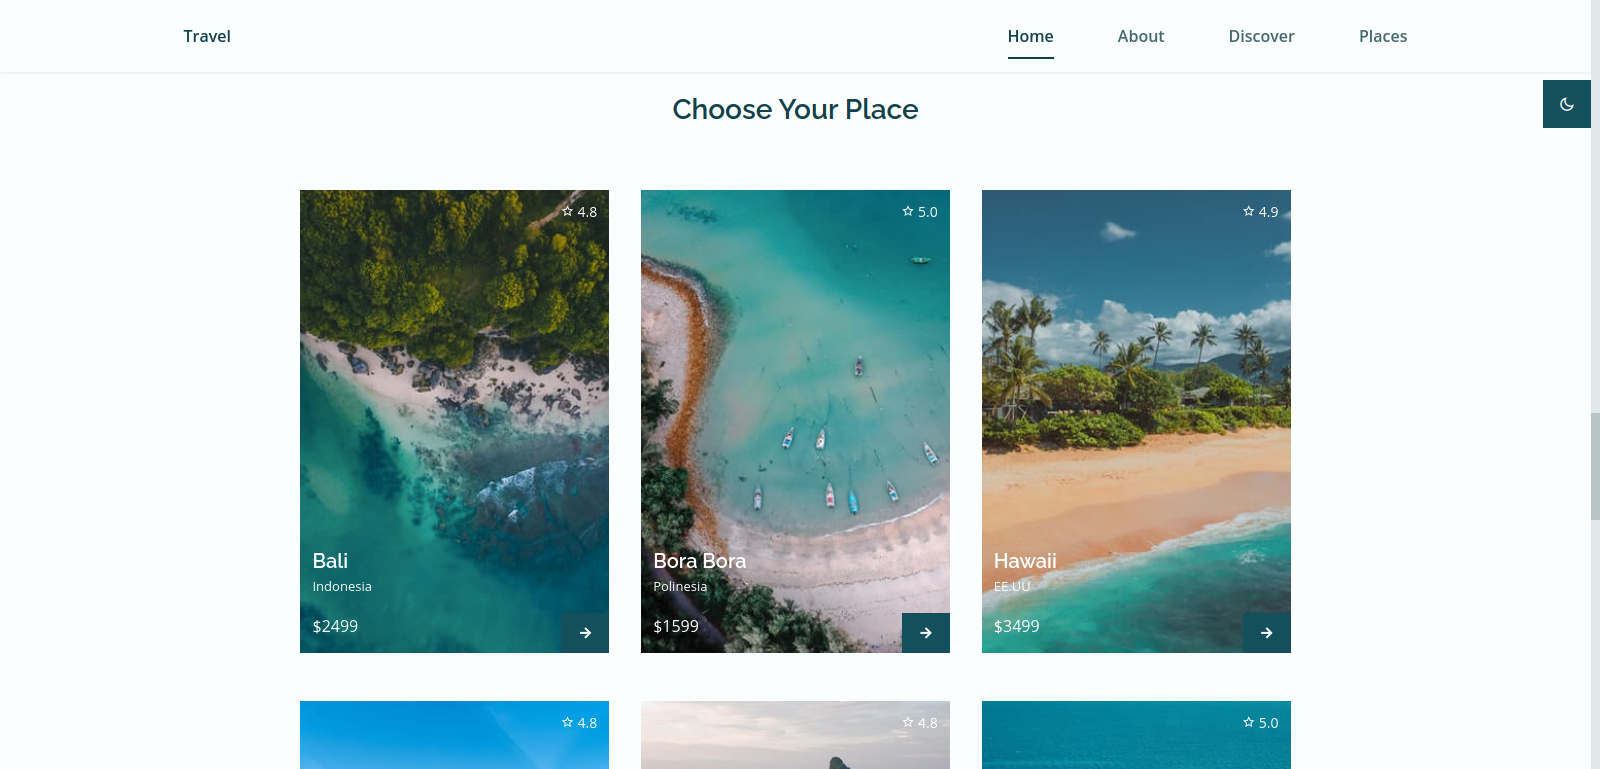 Travel
Home
About
Discover
Places
Choose Your Place
4.8
Bali
Indonesia
$2499
5.0
Bora Bora
Polinesia
$1599
4.9
Hawaii
EE.UU
$3499
4.8
4.8
5.0